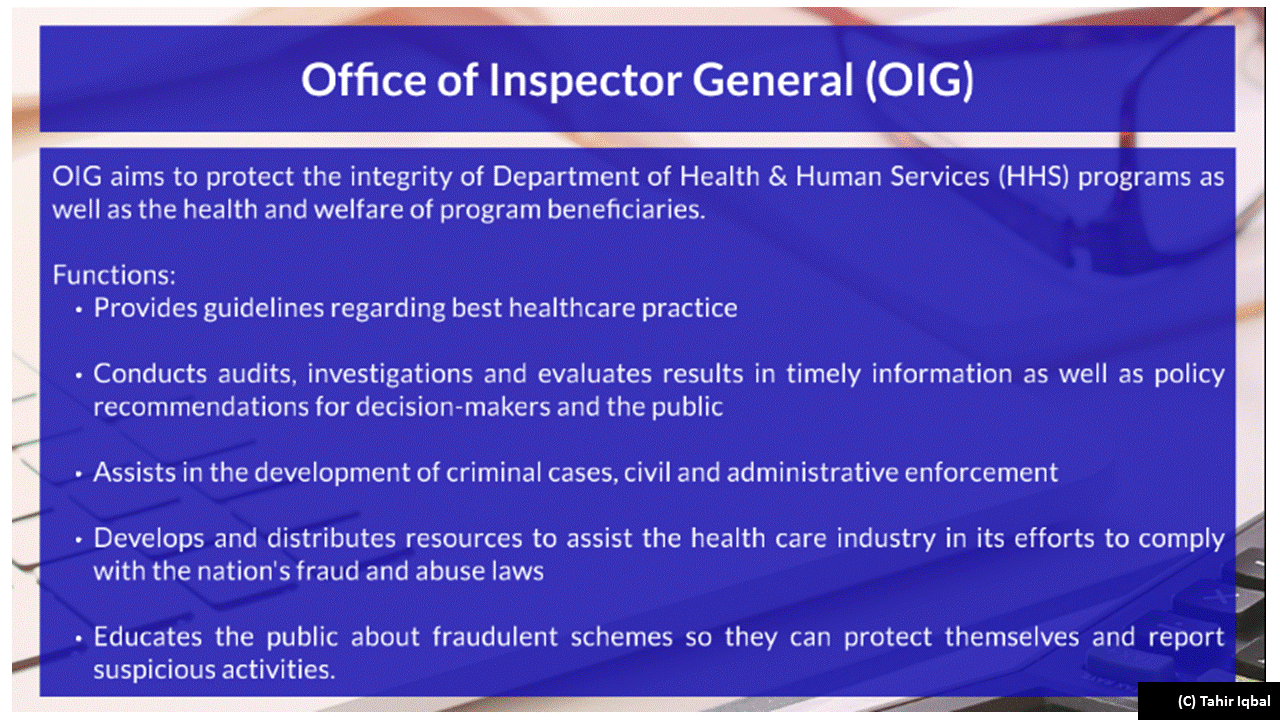 Office of Inspector General (OIG)
OIG aims to protect the integrity of Department of Health & Human Services (HHS) programs as
well as the health and welfare of program beneficiaries.
Functions:
• Provides guidelines regarding best healthcare practice
• Conducts audits, investigations and evaluates results in timely information as well as policy
recommendations for decision-makers and the public
• Assists in the development of criminal cases, civil and administrative enforcement
• Develops and distributes resources to assist the health care industry in its efforts to comply
with the nation's fraud and abuse laws
• Educates the public about fraudulent schemes so they can protect themselves and report
suspicious activities.
(C) Tahir Iqbal